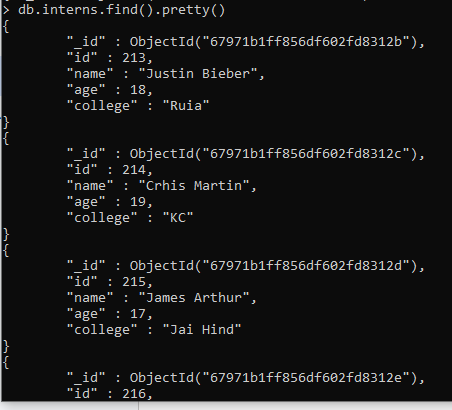 > db.interns.find().pretty()
{
"_id" : ObjectId("67971b1ff856df602fd8312b"),
"id" : 213,
"name" : "Justin Bieber",
"age" : 18,
"college" : "Ruia"
}
{
"_id" : ObjectId("67971b1ff856df602fd8312c"),
"id" : 214,
"name" : "Crhis Martin",
"age" : 19,
"college" : "KC"
}
{
"_id" : ObjectId("67971b1ff856df602fd8312d"),
"id" : 215,
"name" : "James Arthur",
"age" : 17,
"college" : "Jai Hind"
}
{
"_id" : ObjectId("67971b1ff856df602fd8312e"),
"id" : 216,